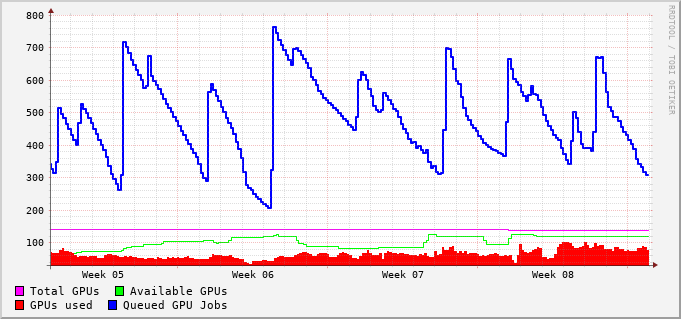 800
700
600
500
400
300
200
100
Week 05 Week 06 Week 07 Week 08
Total GPUs Available GPUs
GPUs used Queued GPU Jobs
RRDTOOL / TOBI OETIKER